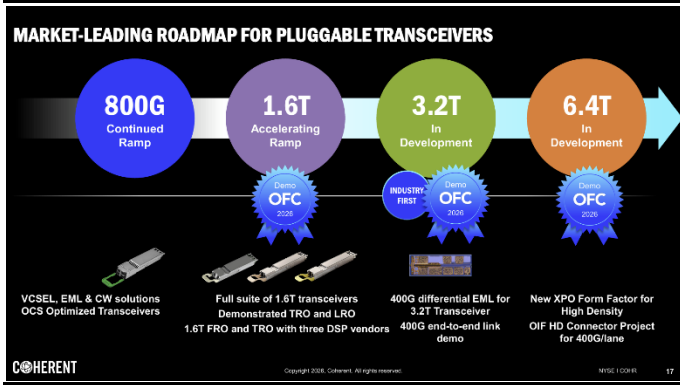 MARKET-LEADING ROADMAP FOR PLUGGABLE TRANSCEIVERS
800G
Continued
Ramp
1.6T
Accelerating
Ramp
3.2T
In
Development
6.4T
In
Development
Demo
OFC
2026
INDUSTRY
FIRST
Demo
OFC
2026
Demo
OFC
2026
VCSEL, EML & CW solutions
OCS Optimized Transceivers
Full suite of 1.6T transceivers
Demonstrated TRO and LRO
1.6T FRO and TRO with three DSP vendors
400G differential EML for
3.2T Transceiver
400G end-to-end link
demo
New XPO Form Factor for
High Density
OIF HD Connector Project
for 400G/lane
COHERENT
Copyright 2026, Coherent. All rights reserved.
NYSE | COHR
17